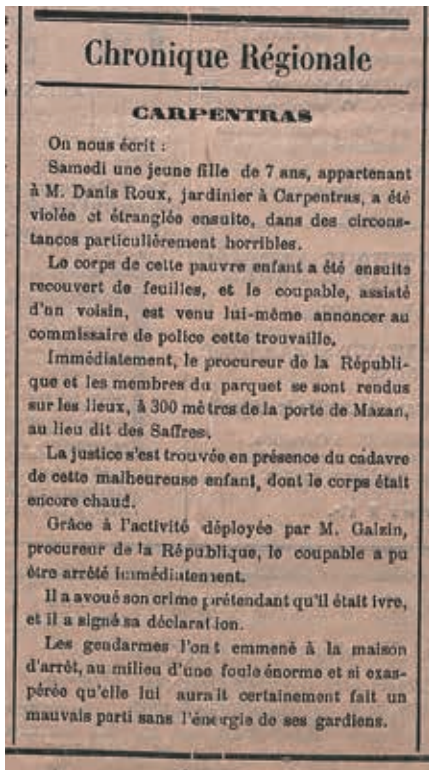 Chronique Régionale
CARPENTRAS
On nous écrit :
Samedi une jeune fille de 7 ans, appartenant
à M. Danis Roux, jardinier à Carpentras, a été
violée et étranglée ensuite, dans des circons-
tances particulièrement horribles.
Le corps de cette pauvre enfant a été ensuite
recouvert de feuilles, et le coupable, assisté
d'un voisin, est venu lui-même annoncer au
commissaire de police cette trouvaille.
Immédiatement, le procureur de la Républi-
que et les membres du parquet se sont rendus
sur les lieux, à 300 mètres de la porte de Mazan,
au lieu dit des Saffres.
La justice s'est trouvée en présence du cadavre
de cette malheureuse enfant, dont le corps était
encore chaud.
Grâce à l'activité déployée par M. Galzin,
procureur de la République, le coupable a pu
être arrêté immédiatement.
Il a avoué son crime prétendant qu'il était ivre,
et il a signé sa déclaration.
Les gendarmes l'ont emmené à la maison
d'arrêt, au milieu d'une foule énorme et si exas-
pérée qu'elle lui aurait certainement fait un
mauvais parti sans l'énergie de ses gardiens.